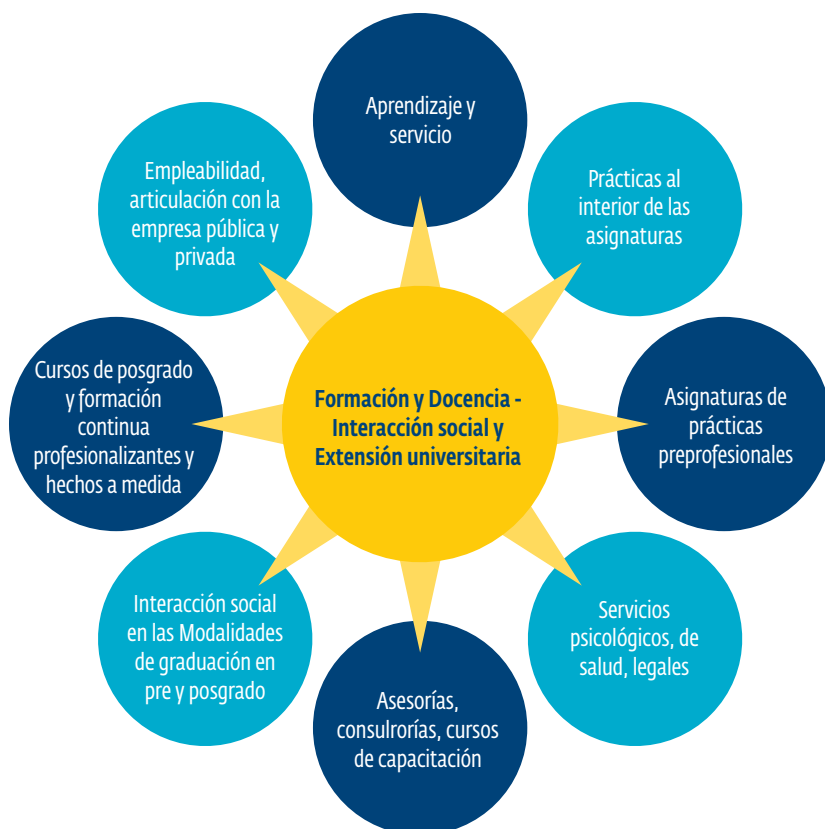 Aprendizaje y
servicio
Prácticas al
interior de las
asignaturas
Asignaturas de
prácticas
preprofesionales
Servicios
psicológicos, de
salud, legales
Asesorías,
consulrorías, cursos
de capacitación
Interacción social
en las Modalidades
de graduación en
pre y posgrado
Cursos de posgrado
y formación
continua
profesionalizantes y
hechos a medida
Empleabilidad,
articulación con la
empresa pública y
privada
Formación y Docencia -
Interacción social y
Extensión universitaria